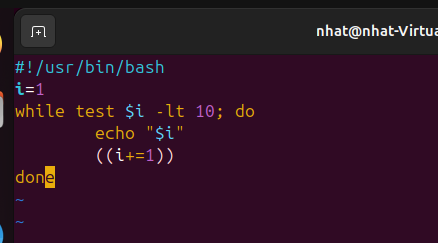 nhat@nhat-Virtua
#!/usr/bin/bash
i=1
while test $i -lt 10; do
        echo "$i"
        ((i+=1))
done
~
~